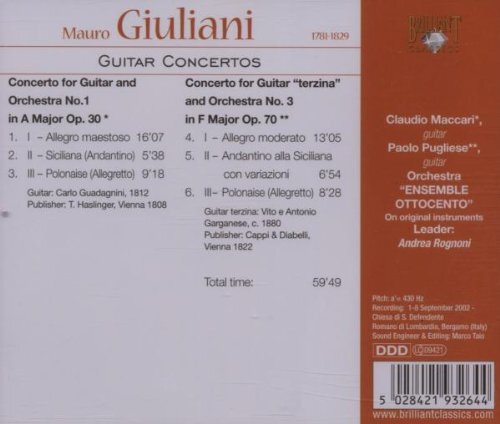 Mauro Giuliani 1781-1829
GUITAR CONCERTOS
Concerto for Guitar and
Orchestra No.1
in A Major Op. 30 *
1. I – Allegro maestoso 16'07
2. II – Siciliana (Andantino) 5'38
3. III – Polonaise (Allegretto) 9'18
Guitar: Carlo Guadagnini, 1812
Publisher: T. Haslinger, Vienna 1808
Concerto for Guitar “terzina”
and Orchestra No. 3
in F Major Op. 70 **
4. I – Allegro moderato 13'05
5. II – Andantino alla Siciliana
con variazioni 6'54
6. III– Polonaise (Allegretto) 8'28
Guitar terzina: Vito e Antonio
Garganese, c. 1880
Publisher: Cappi & Diabelli,
Vienna 1822
Total time: 59'49
BRILLIANT
CLASSICS
Claudio Maccari*,
guitar
Paolo Pugliese**,
guitar
Orchestra
“ENSEMBLE
OTTOCENTO”
On original instruments
Leader:
Andrea Rognoni
Pitch: a'= 430 Hz
Recording: 1-6 September 2002 -
Chiesa di S. Defendente
Romano di Lombardia, Bergamo (Italy)
Sound Engineer & Editing: Marco Taio
DDD LC 09421
5 028421 932644
www.brilliantclassics.com